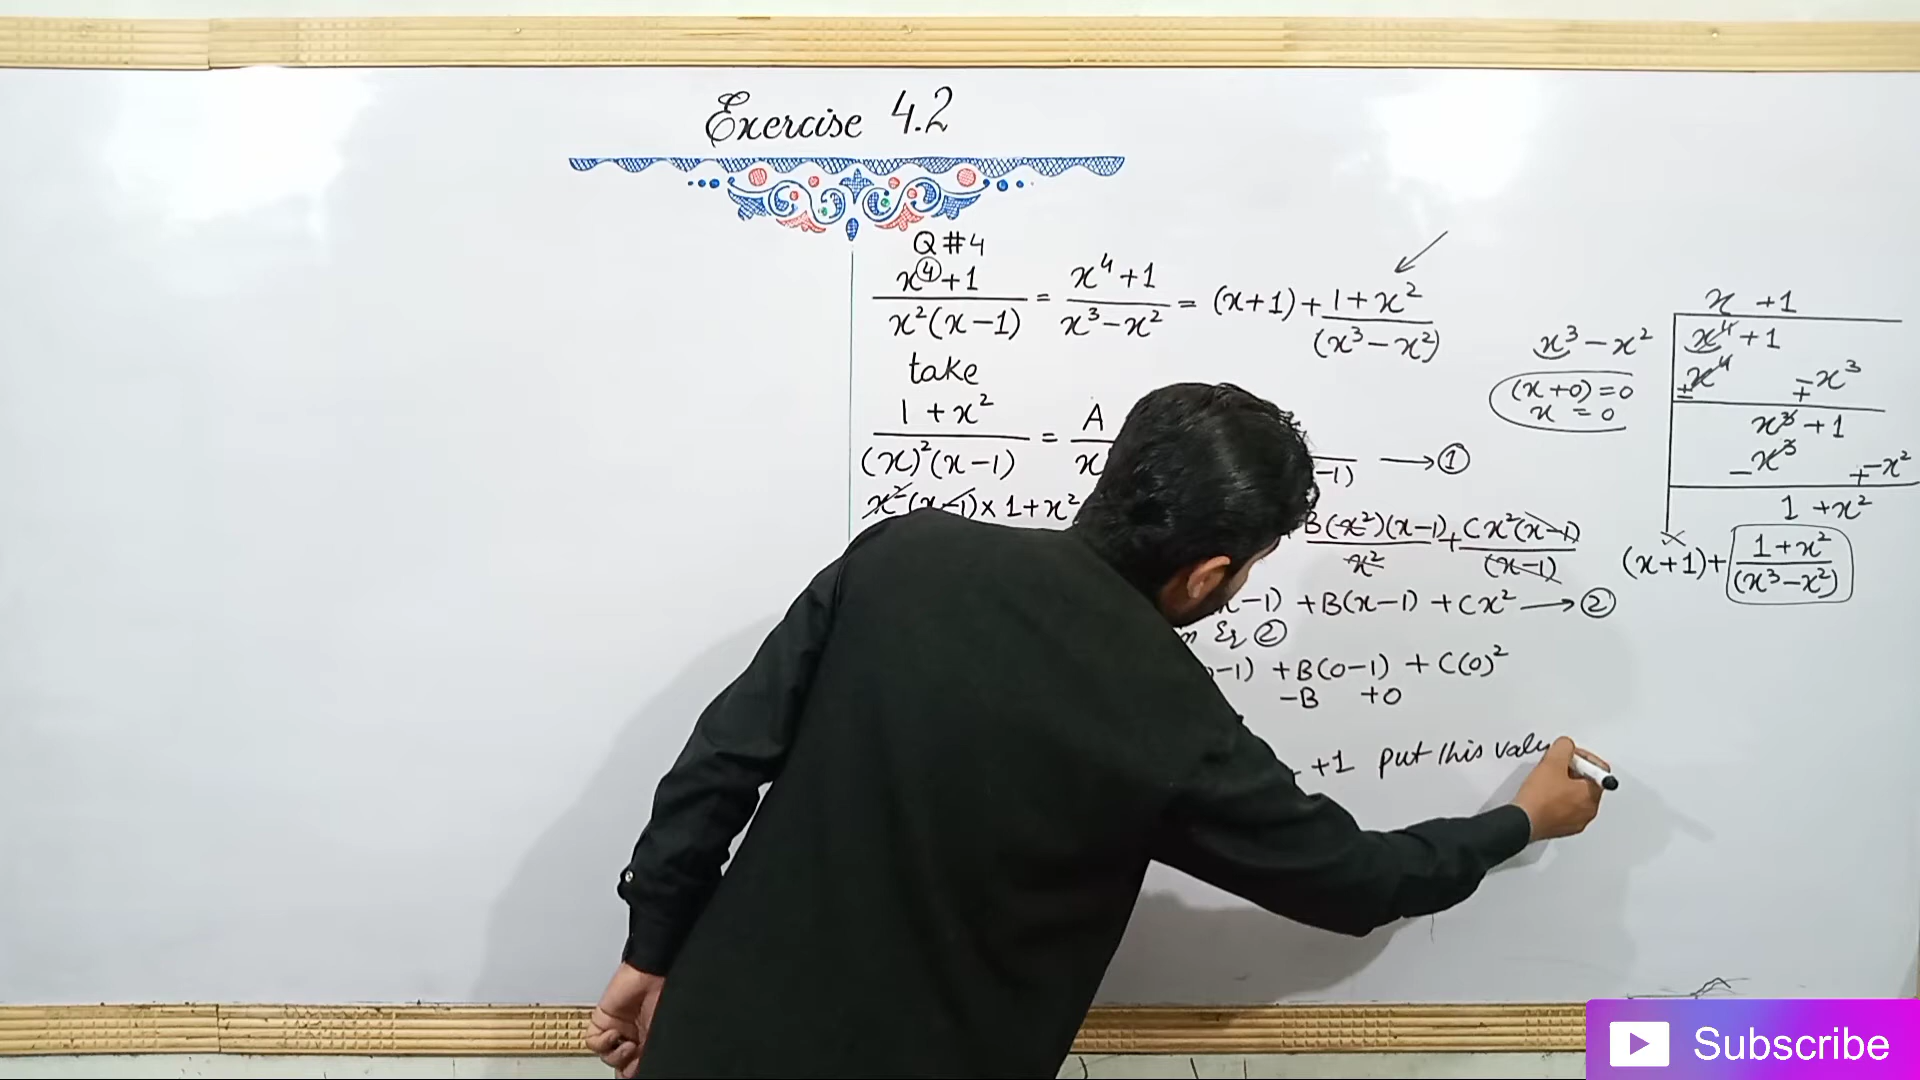 Exercise 4.2
Q #4
x⁴+1 / x²(x−1) = x⁴+1 / x³−x² = (x+1) + 1+x² / (x³−x²)
take
1+x² / (x)²(x−1) = A / x
−1) → ①
x²(x−1) × 1+x²
B(x²)(x−1) / x² + Cx²(x−1) / (x−1)
x−1) + B(x−1) + Cx² → ②
②
−1) + B(0−1) + C(0)²
−B +0
+1 put this valu
x +1
x³−x² x⁴+1
± x⁴ ∓ −x³
(x+0)=0
x = 0
x³+1
− x³ + −x²
1 +x²
(x+1)+ 1+x² / (x³−x²)
Subscribe